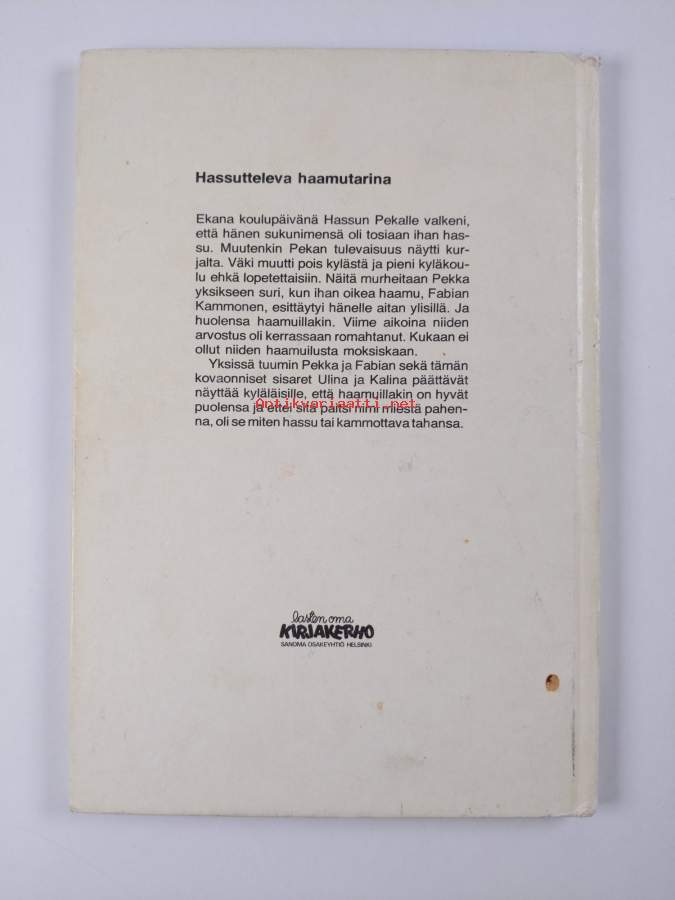 Hassutteleva haamutarina
Ekana koulupäivänä Hassun Pekalle valkeni,
että hänen sukunimensä oli tosiaan ihan has-
su. Muutenkin Pekan tulevaisuus näytti kur-
jalta. Väki muutti pois kylästä ja pieni kyläkou-
lu ehkä lopetettaisiin. Näitä murheitaan Pekka
yksikseen suri, kun ihan oikea haamu, Fabian
Kammonen, esittäytyi hänelle aitan ylisillä. Ja
huolensa haamuillakin. Viime aikoina niiden
arvostus oli kerrassaan romahtanut. Kukaan ei
ollut niiden haamuilusta moksiskaan.
Yksissä tuumin Pekka ja Fabian sekä tämän
kovaonniset sisaret Ulina ja Kalina päättävät
näyttää kyläläisille, että haamuillakin on hyvät
puolensa ja ettei sitä paitsi nimi miestä pahen-
Antikvariaatti.net
na, oli se miten hassu tai kammottava tahansa.
lasten oma
KIRJAKERHO
SANOMA OSAKEYHTIÖ HELSINKI